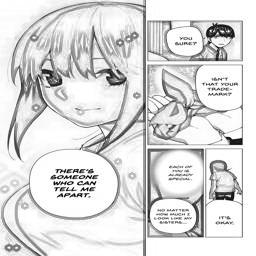 YOU
SURE?
ISN'T
THAT YOUR
TRADE-
MARK?
EACH OF
YOU IS
ALREADY
SPECIAL.
NO MATTER
HOW MUCH I
LOOK LIKE MY
SISTERS...
IT'S
OKAY.
THERE'S
SOMEONE
WHO CAN
TELL ME
APART.